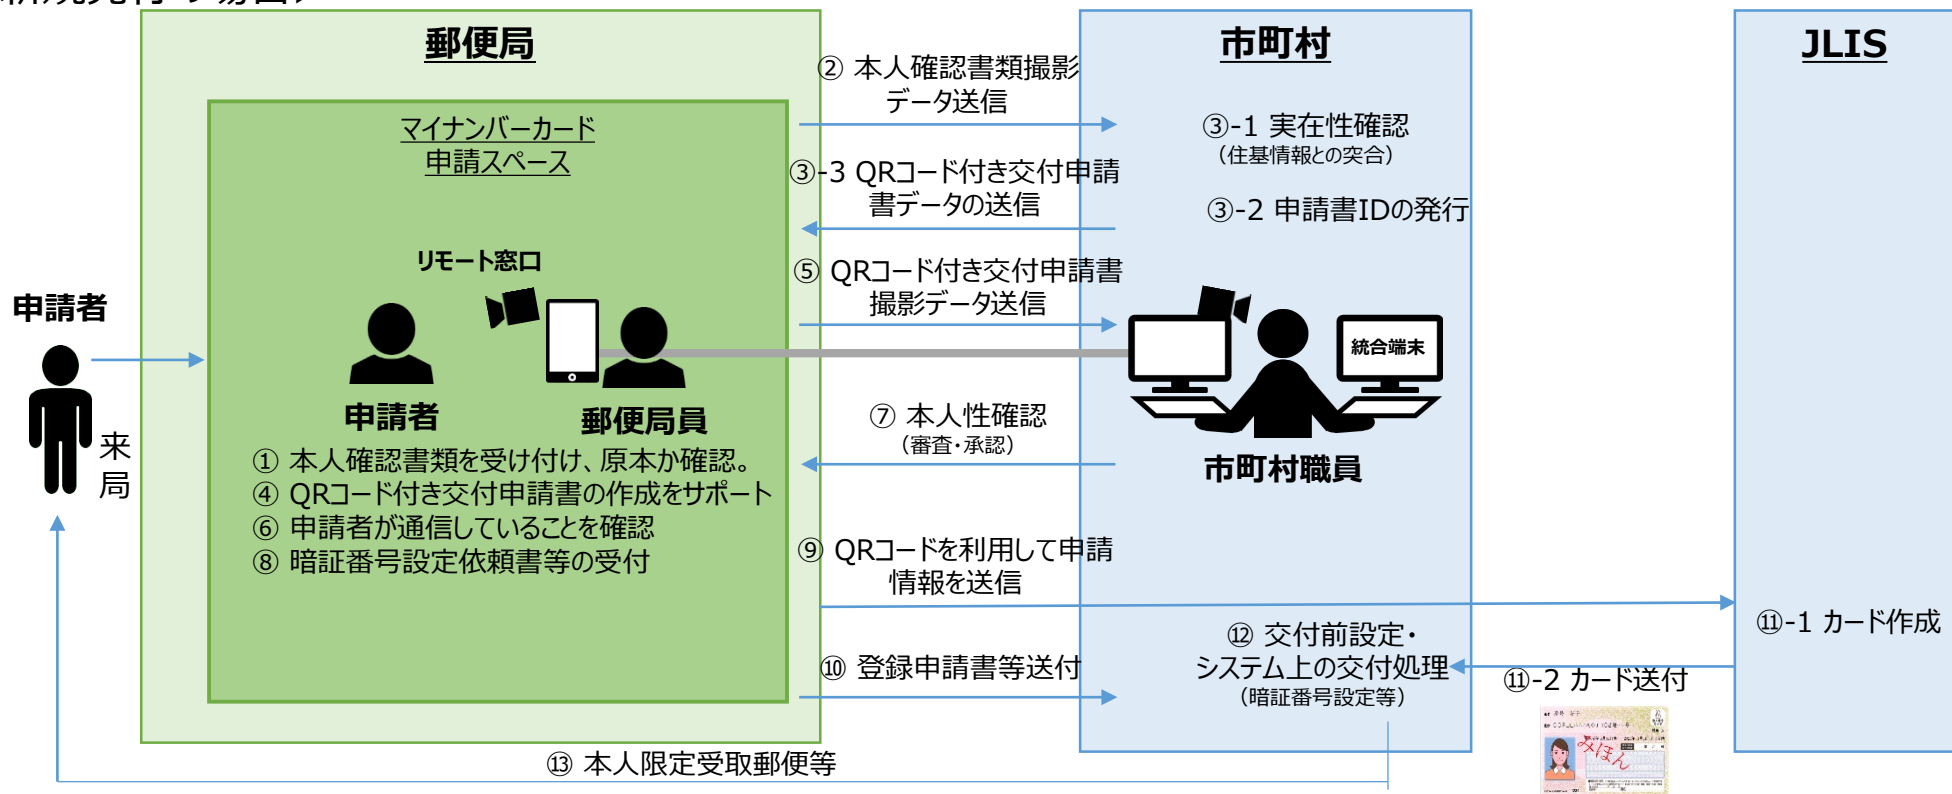 郵便局
市町村
JLIS
マイナンバーカード
申請スペース
② 本人確認書類撮影
データ送信
③-1 実在性確認
（住基情報との突合）
③-3 QRコード付き交付申請
書データの送信
③-2 申請書IDの発行
リモート窓口
⑤ QRコード付き交付申請書
撮影データ送信
申請者
来局
統合端末
申請者
郵便局員
⑦ 本人性確認
（審査・承認）
市町村職員
① 本人確認書類を受け付け、原本か確認。
④ QRコード付き交付申請書の作成をサポート
⑥ 申請者が通信していることを確認
⑧ 暗証番号設定依頼書等の受付
⑨ QRコードを利用して申請
情報を送信
⑩ 登録申請書等送付
⑪-1 カード作成
⑫ 交付前設定・
システム上の交付処理
（暗証番号設定等）
⑪-2 カード送付
みほん
⑬ 本人限定受取郵便等